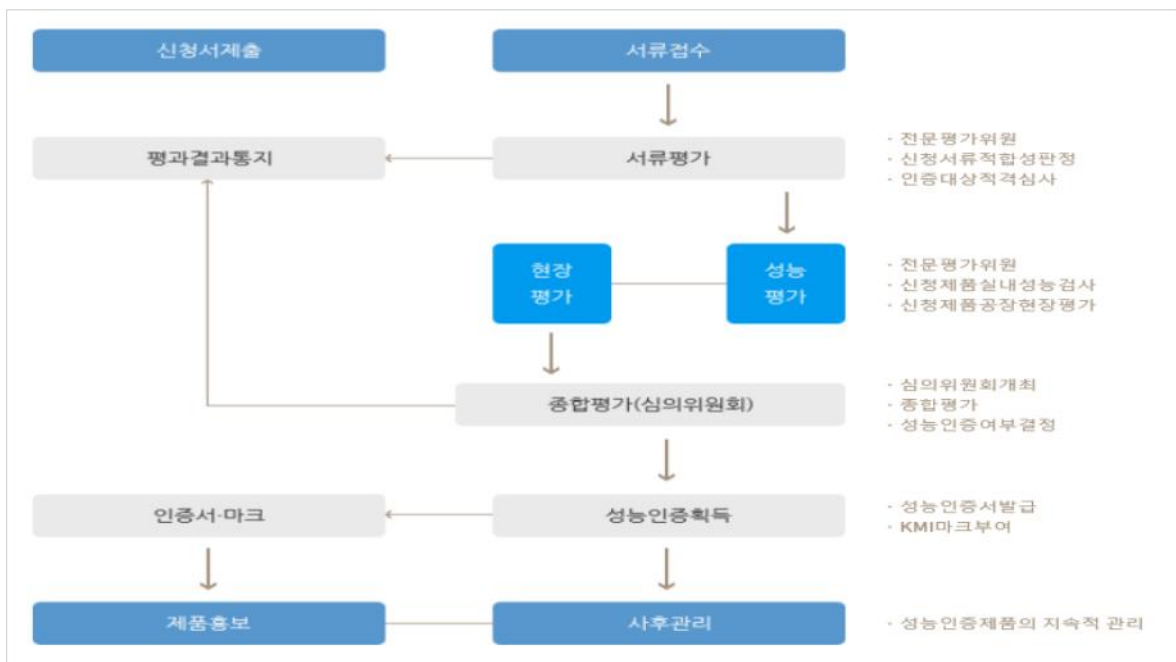 신청서제출
서류접수
평과결과통지
서류평가
· 전문평가위원
· 신청서류적합성판정
· 인증대상적격심사
현장
평가
성능
평가
· 전문평가위원
· 신청제품실내성능검사
· 신청제품공장현장평가
종합평가(심의위원회)
· 심의위원회개최
· 종합평가
· 성능인증여부결정
인증서·마크
성능인증획득
· 성능인증서발급
· KMI마크부여
제품홍보
사후관리
· 성능인증제품의 지속적 관리